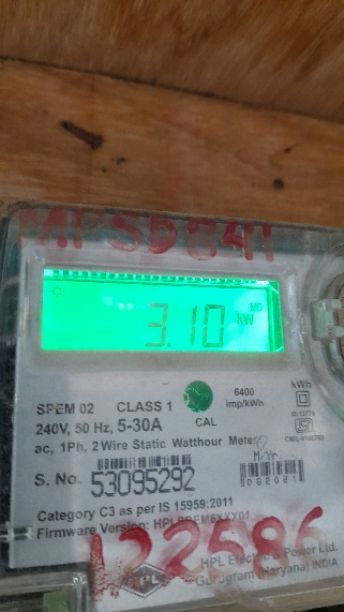 MPSD841
MD
3.10 kW
SPEM 02 CLASS 1 6400 imp/kWh kWh
240V, 50 Hz, 5-30A CAL
ac, 1Ph, 2 Wire Static Watthour Meter
M/Yr.
S. No. 53095292
Category C3 as per IS 15959:2011
Firmware Version:
122586
HPL Electric & Power Ltd.
HPL Gurugram (Haryana) INDIA